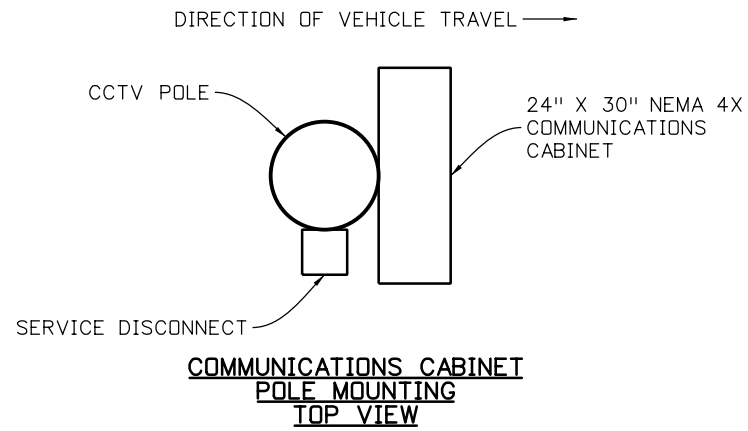 DIRECTION OF VEHICLE TRAVEL
CCTV POLE
24" X 30" NEMA 4X
COMMUNICATIONS
CABINET
SERVICE DISCONNECT
COMMUNICATIONS CABINET
POLE MOUNTING
TOP VIEW